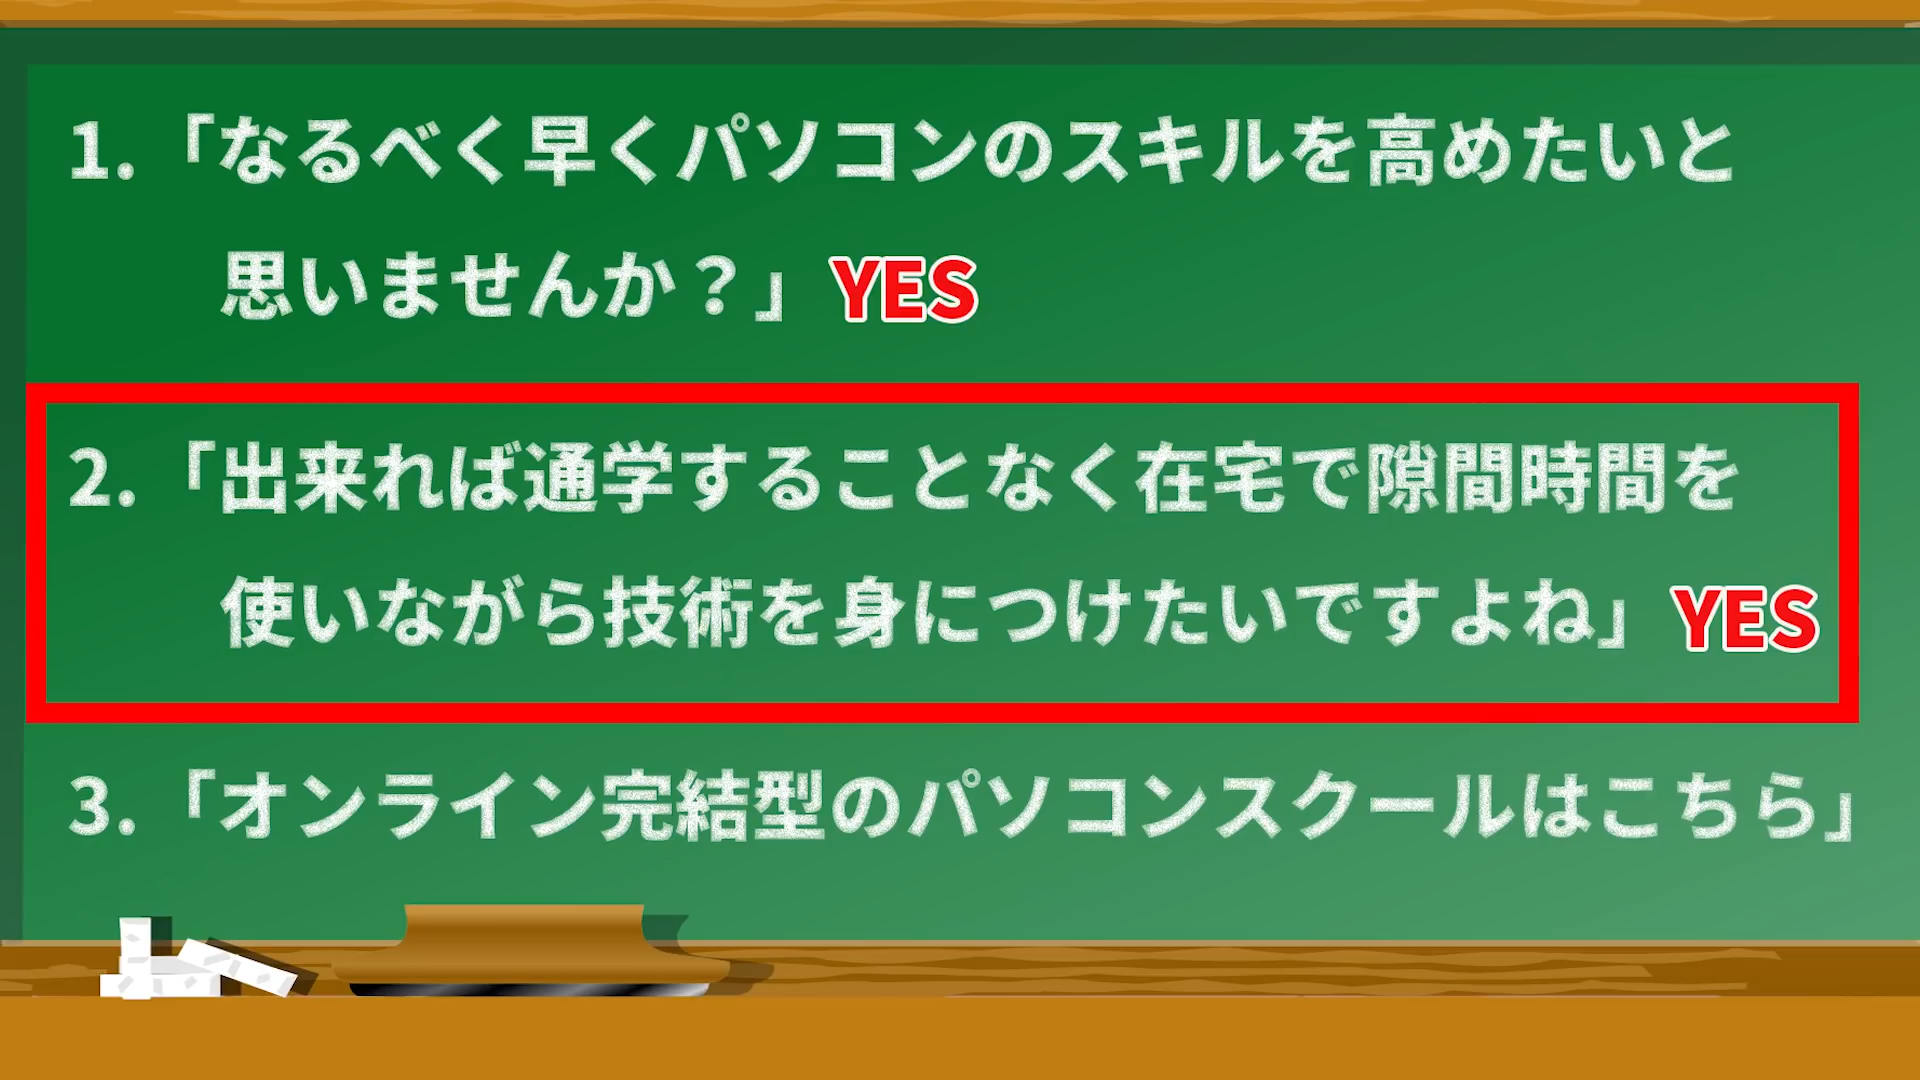 1.「なるべく早くパソコンのスキルを高めたいと
思いませんか？」YES
2.「出来れば通学することなく在宅で隙間時間を
使いながら技術を身につけたいですよね」YES
3.「オンライン完結型のパソコンスクールはこちら」